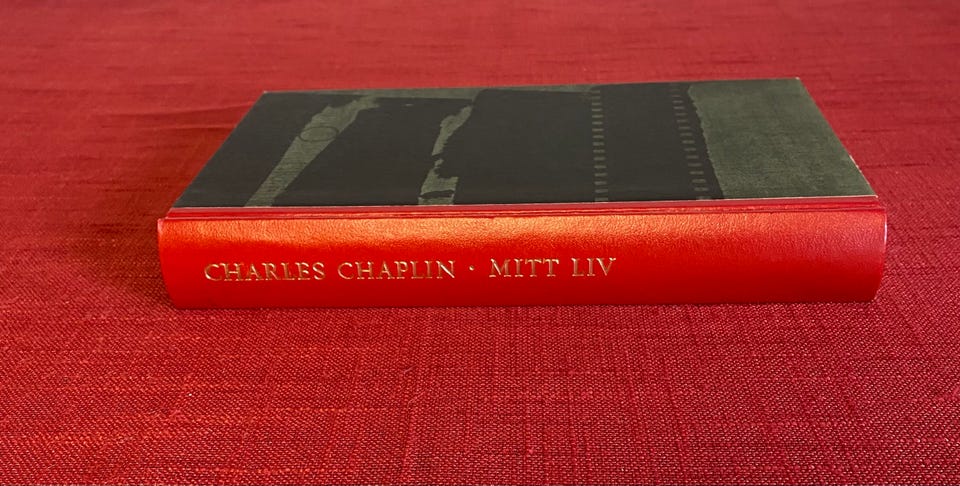 CHARLES CHAPLIN · MITT LIV